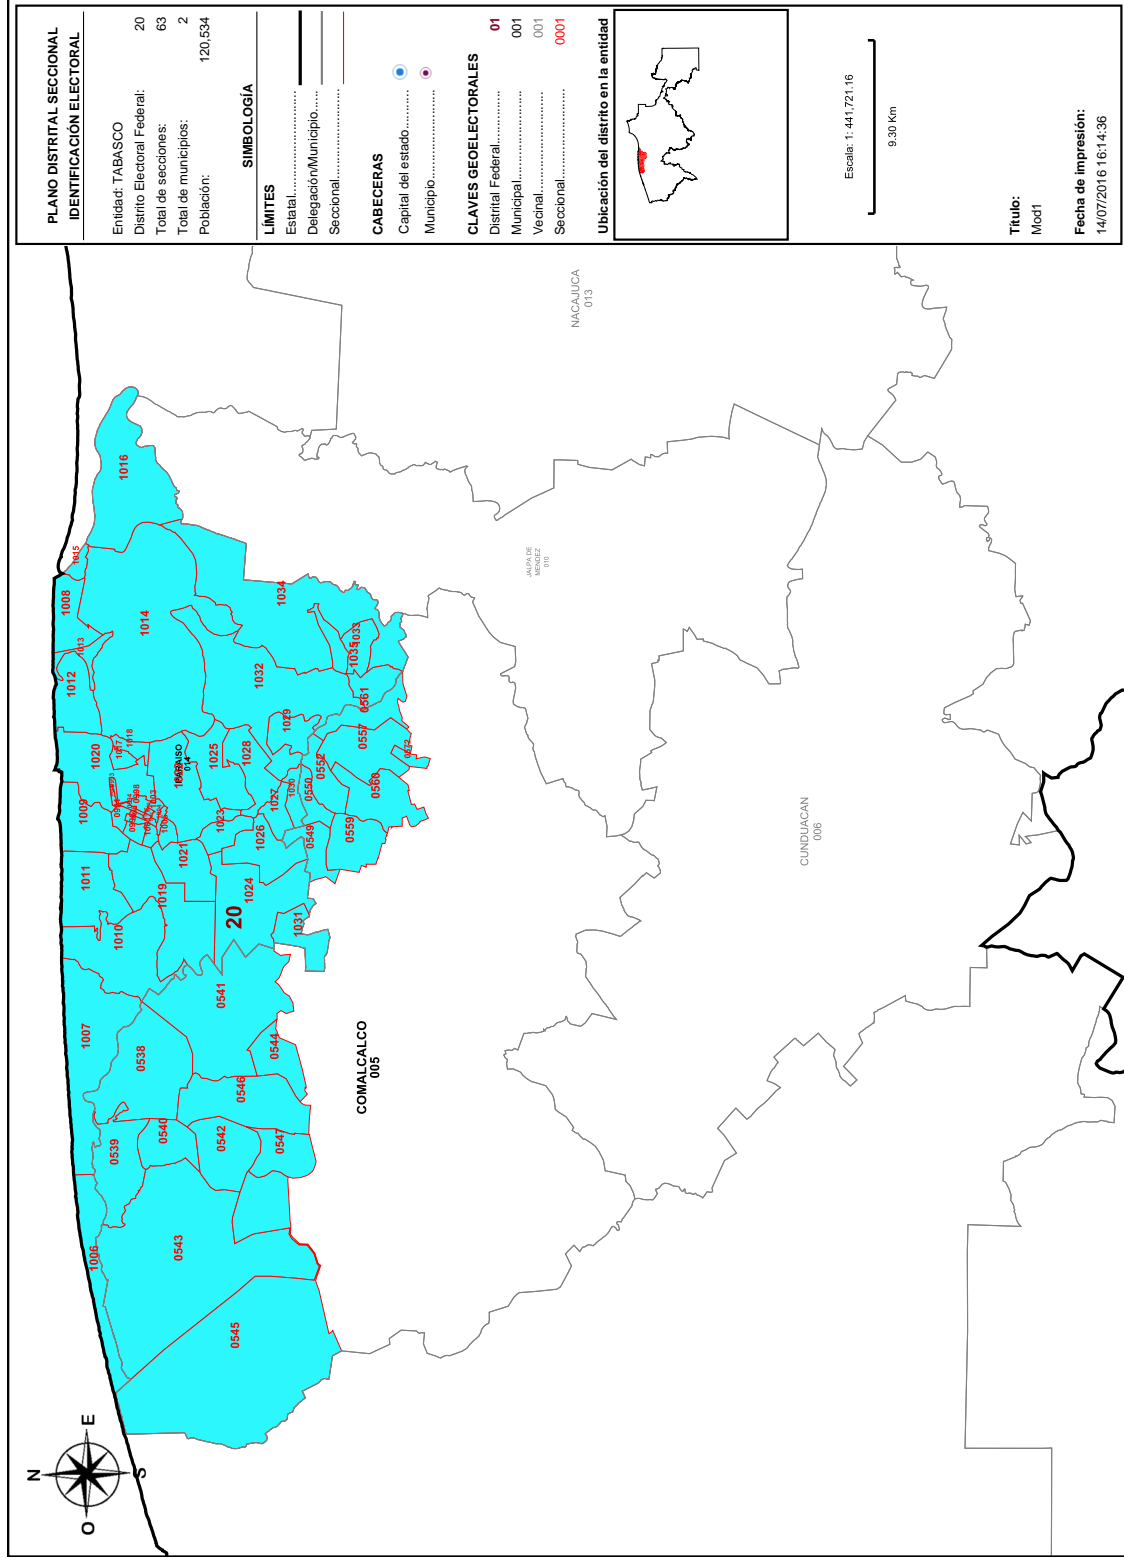 PLANO DISTRITAL SECCIONAL
IDENTIFICACIÓN ELECTORAL
Entidad: TABASCO
Distrito Electoral Federal: 20
Total de secciones: 63
Total de municipios: 2
Población: 120,534
SIMBOLOGÍA
LÍMITES
Estatal
Delegación/Municipio
Seccional
CABECERAS
Capital del estado
Municipio
CLAVES GEOELECTORALES
Distrital Federal 01
Municipal 001
Vecinal 001
Seccional 0001
Ubicación del distrito en la entidad
Escala: 1: 441,721.16
9.30 Km
Título:
Mod1
Fecha de impresión:
14/07/2016 16:14:36
N
O
E
S
1006
1007
1010
1011
1009
1020
1012
1013
1008
1015
1016
1014
0545
0543
0539
0540
0538
0542
0546
0547
0544
0541
20
1019
1021
1024
1031
1023
1026
1025
1028
1027
1030
1029
1032
1034
1033
1035
1017
1018
0998
PARAISO
014
0549
0550
0552
0559
0560
0557
0561
COMALCALCO
005
JALPA DE
MENDEZ
010
NACAJUCA
013
CUNDUACAN
006